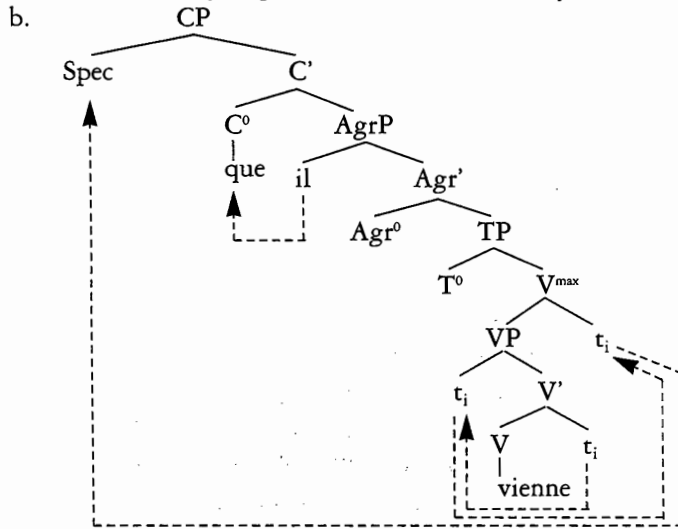 b.
CP
Spec C’
C⁰ AgrP
que il Agr’
Agr⁰ TP
T⁰ Vᵐᵃˣ
VP tᵢ
tᵢ V’
V tᵢ
vienne